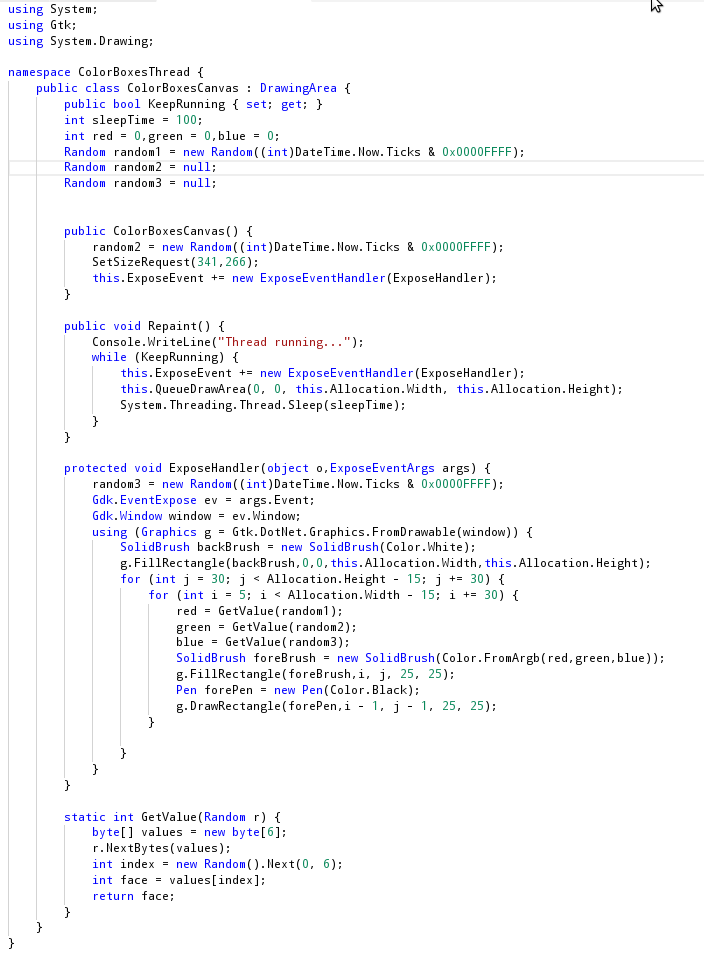 using System;
using Gtk;
using System.Drawing;
namespace ColorBoxesThread {
public class ColorBoxesCanvas : DrawingArea {
public bool KeepRunning { set; get; }
int sleepTime = 100;
int red = 0,green = 0,blue = 0;
Random random1 = new Random((int)DateTime.Now.Ticks & 0x0000FFFF);
Random random2 = null;
Random random3 = null;
public ColorBoxesCanvas() {
random2 = new Random((int)DateTime.Now.Ticks & 0x0000FFFF);
SetSizeRequest(341,266);
this.ExposeEvent += new ExposeEventHandler(ExposeHandler);
}
public void Repaint() {
Console.WriteLine("Thread running...");
while (KeepRunning) {
this.ExposeEvent += new ExposeEventHandler(ExposeHandler);
this.QueueDrawArea(0, 0, this.Allocation.Width, this.Allocation.Height);
System.Threading.Thread.Sleep(sleepTime);
}
}
protected void ExposeHandler(object o,ExposeEventArgs args) {
random3 = new Random((int)DateTime.Now.Ticks & 0x0000FFFF);
Gdk.EventExpose ev = args.Event;
Gdk.Window window = ev.Window;
using (Graphics g = Gtk.DotNet.Graphics.FromDrawable(window)) {
SolidBrush backBrush = new SolidBrush(Color.White);
g.FillRectangle(backBrush,0,0,this.Allocation.Width,this.Allocation.Height);
for (int j = 30; j < Allocation.Height - 15; j += 30) {
for (int i = 5; i < Allocation.Width - 15; i += 30) {
red = GetValue(random1);
green = GetValue(random2);
blue = GetValue(random3);
SolidBrush foreBrush = new SolidBrush(Color.FromArgb(red,green,blue));
g.FillRectangle(foreBrush,i, j, 25, 25);
Pen forePen = new Pen(Color.Black);
g.DrawRectangle(forePen,i - 1, j - 1, 25, 25);
}
}
}
}
static int GetValue(Random r) {
byte[] values = new byte[6];
r.NextBytes(values);
int index = new Random().Next(0, 6);
int face = values[index];
return face;
}
}
}